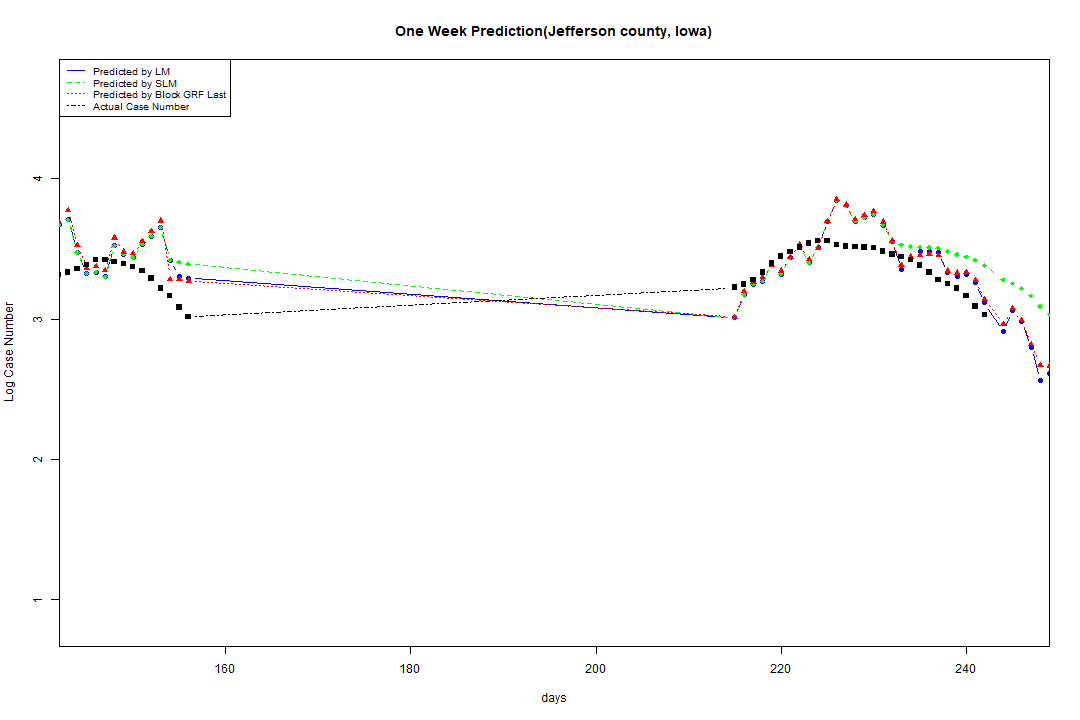 One Week Prediction(Jefferson county, Iowa)
Predicted by LM
Predicted by SLM
Predicted by Block GRF Last
Actual Case Number
4
3
2
1
Log Case Number
160 180 200 220 240
days